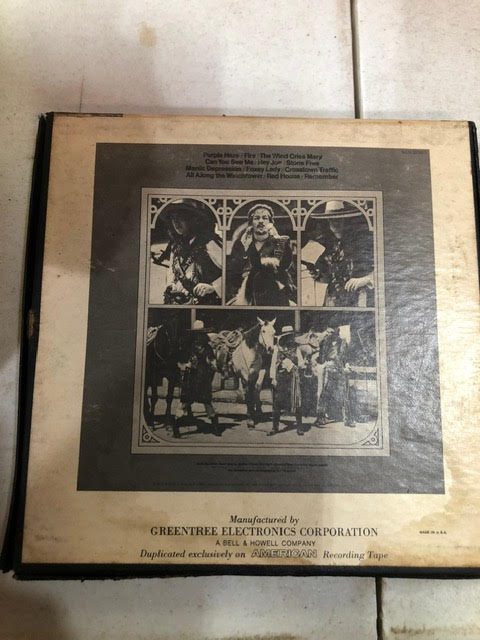 Purple Haze / Fire / The Wind Cries Mary
Can You See Me / Hey Joe / Stone Free
Manic Depression / Foxey Lady / Crosstown Traffic
All Along the Watchtower / Red House / Remember
Manufactured by
GREENTREE ELECTRONICS CORPORATION
MADE IN U.S.A.
A BELL & HOWELL COMPANY
Duplicated exclusively on AMERICAN Recording Tape